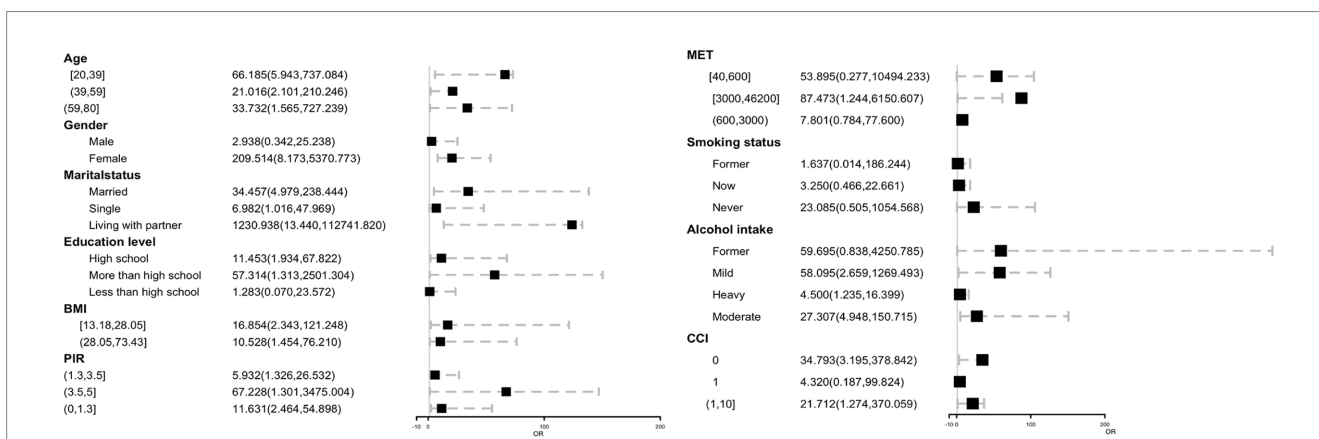 Age
[20,39] 66.185(5.943,737.084)
(39,59] 21.016(2.101,210.246)
(59,80] 33.732(1.565,727.239)
Gender
Male 2.938(0.342,25.238)
Female 209.514(8.173,5370.773)
Maritalstatus
Married 34.457(4.979,238.444)
Single 6.982(1.016,47.969)
Living with partner 1230.938(13.440,112741.820)
Education level
High school 11.453(1.934,67.822)
More than high school 57.314(1.313,2501.304)
Less than high school 1.283(0.070,23.572)
BMI
[13.18,28.05] 16.854(2.343,121.248)
(28.05,73.43] 10.528(1.454,76.210)
PIR
(1.3,3.5] 5.932(1.326,26.532)
(3.5,5] 67.228(1.301,3475.004)
(0,1.3] 11.631(2.464,54.898)
-10 0 100 200
OR
MET
[40,600] 53.895(0.277,10494.233)
[3000,46200] 87.473(1.244,6150.607)
(600,3000) 7.801(0.784,77.600)
Smoking status
Former 1.637(0.014,186.244)
Now 3.250(0.466,22.661)
Never 23.085(0.505,1054.568)
Alcohol intake
Former 59.695(0.838,4250.785)
Mild 58.095(2.659,1269.493)
Heavy 4.500(1.235,16.399)
Moderate 27.307(4.948,150.715)
CCI
0 34.793(3.195,378.842)
1 4.320(0.187,99.824)
(1,10] 21.712(1.274,370.059)
-10 0 100 200
OR